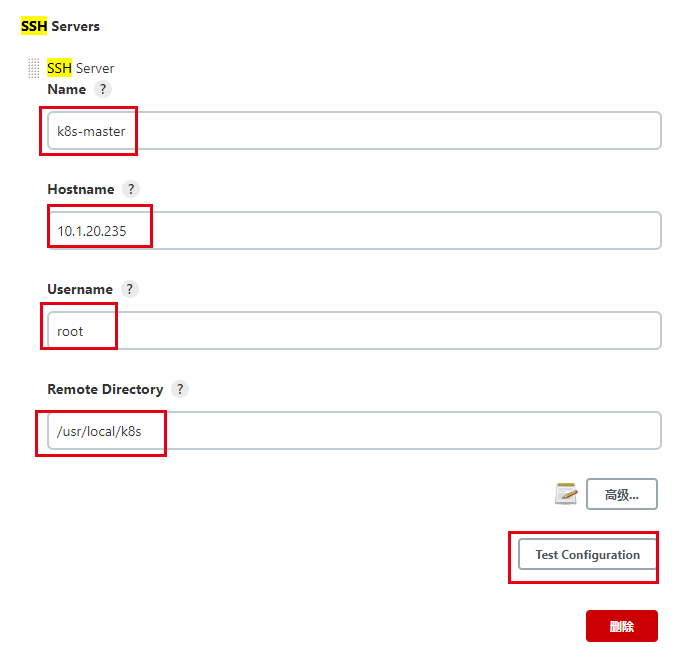 SSH Servers
SSH Server
Name ?
k8s-master
Hostname ?
10.1.20.235
Username ?
root
Remote Directory ?
/usr/local/k8s
高级...
Test Configuration
删除